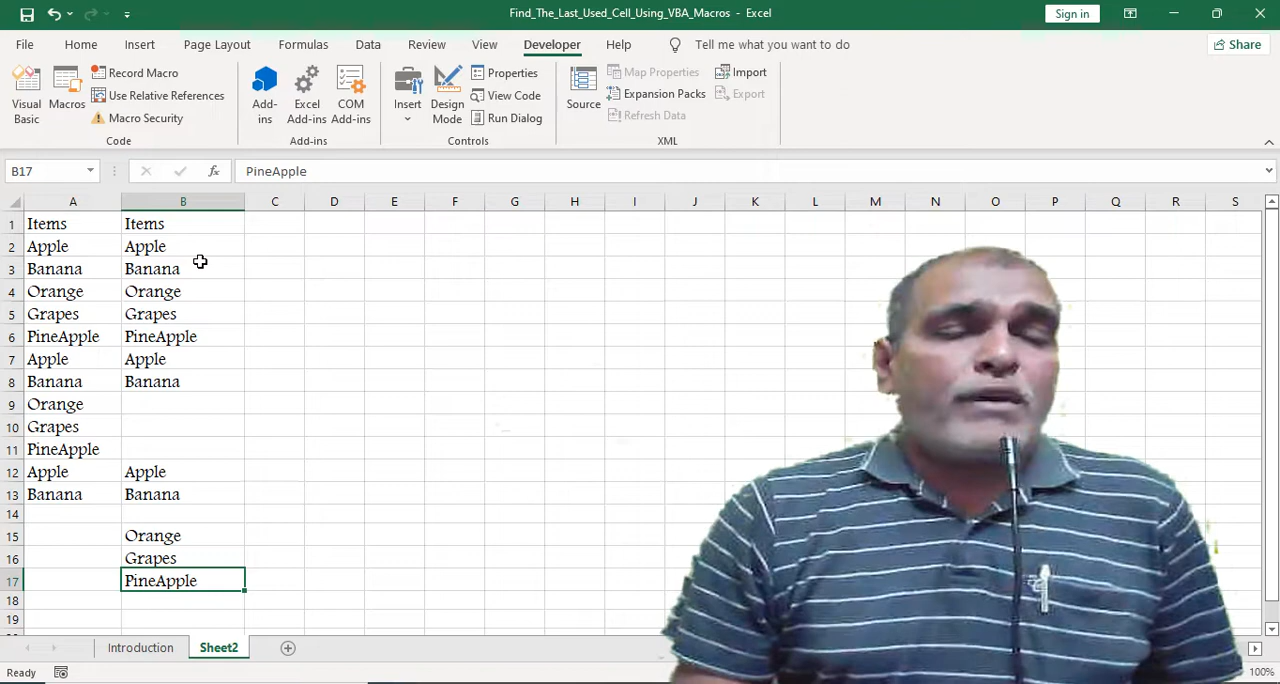 Find_The_Last_Used_Cell_Using_VBA_Macros - Excel
Sign in
File Home Insert Page Layout Formulas Data Review View Developer Help Tell me what you want to do Share
Visual Basic
Macros
Record Macro
Use Relative References
Macro Security
Code
Add-ins
Excel Add-ins
COM Add-ins
Add-ins
Insert
Design Mode
Properties
View Code
Run Dialog
Controls
Source
Map Properties
Expansion Packs
Refresh Data
Import
Export
XML
B17 fx PineApple
A B C D E F G H I J K L M N O P Q R S
1 Items Items
2 Apple Apple
3 Banana Banana
4 Orange Orange
5 Grapes Grapes
6 PineApple PineApple
7 Apple Apple
8 Banana Banana
9 Orange
10 Grapes
11 PineApple
12 Apple Apple
13 Banana Banana
14
15 Orange
16 Grapes
17 PineApple
18
19
Introduction Sheet2
Ready 100%